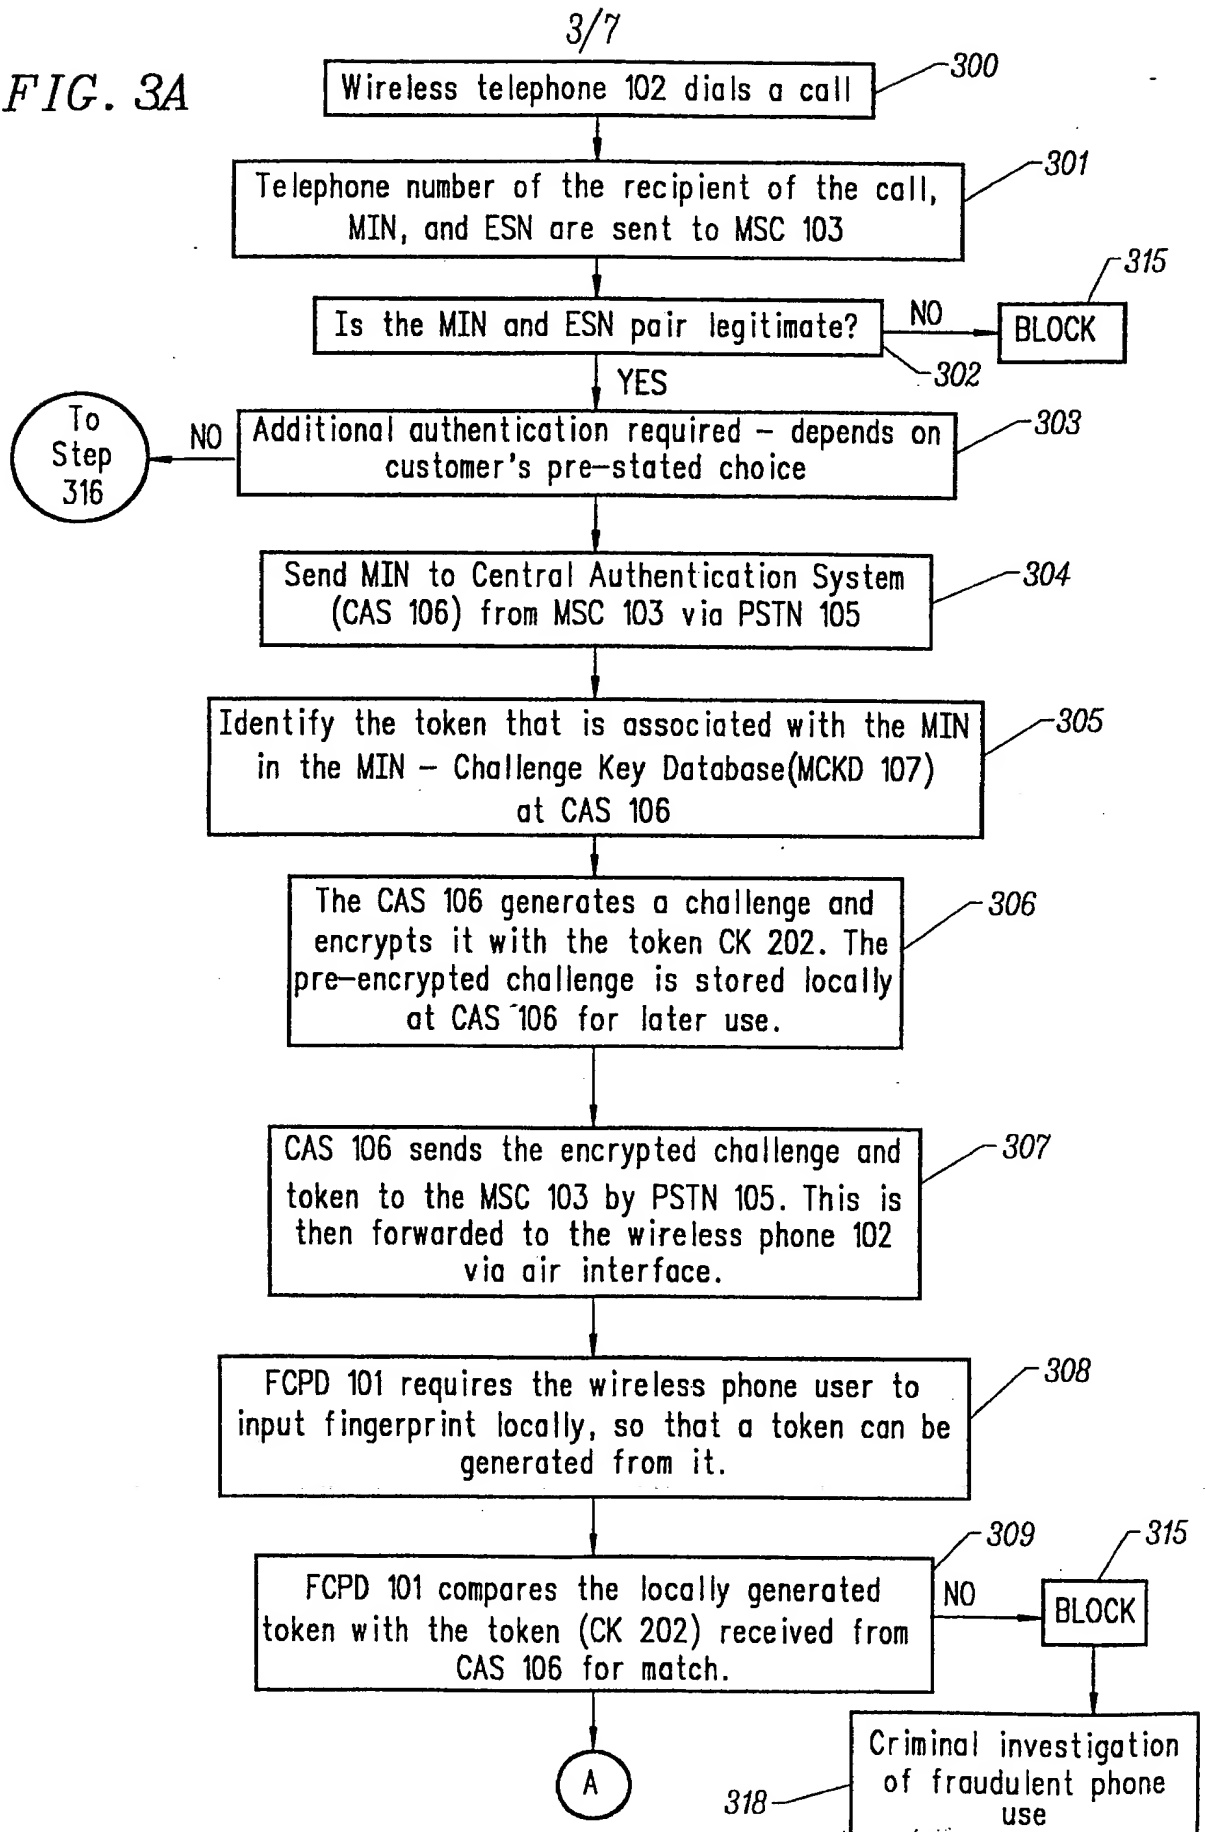 3/7
FIG. 3A
Wireless telephone 102 dials a call
300
Telephone number of the recipient of the call,
MIN, and ESN are sent to MSC 103
301
Is the MIN and ESN pair legitimate?
302
NO
BLOCK
315
YES
Additional authentication required – depends on
customer's pre-stated choice
303
NO
To
Step
316
Send MIN to Central Authentication System
(CAS 106) from MSC 103 via PSTN 105
304
Identify the token that is associated with the MIN
in the MIN – Challenge Key Database(MCKD 107)
at CAS 106
305
The CAS 106 generates a challenge and
encrypts it with the token CK 202. The
pre-encrypted challenge is stored locally
at CAS 106 for later use.
306
CAS 106 sends the encrypted challenge and
token to the MSC 103 by PSTN 105. This is
then forwarded to the wireless phone 102
via air interface.
307
FCPD 101 requires the wireless phone user to
input fingerprint locally, so that a token can be
generated from it.
308
FCPD 101 compares the locally generated
token with the token (CK 202) received from
CAS 106 for match.
309
NO
BLOCK
315
A
Criminal investigation
of fraudulent phone
use
318